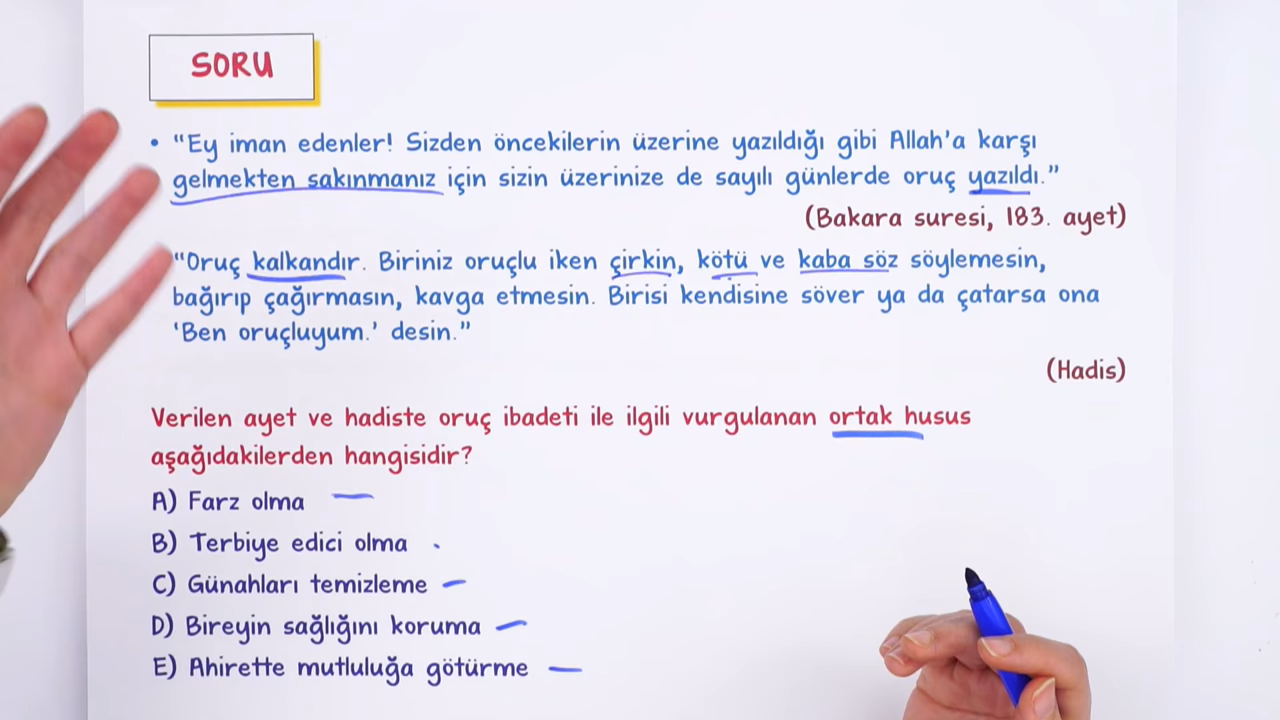 SORU
• “Ey iman edenler! Sizden öncekilerin üzerine yazıldığı gibi Allah’a karşı
gelmekten sakınmanız için sizin üzerinize de sayılı günlerde oruç yazıldı.”
(Bakara suresi, 183. ayet)
“Oruç kalkandır. Biriniz oruçlu iken çirkin, kötü ve kaba söz söylemesin,
bağırıp çağırmasın, kavga etmesin. Birisi kendisine söver ya da çatarsa ona
‘Ben oruçluyum.’ desin.”
(Hadis)
Verilen ayet ve hadiste oruç ibadeti ile ilgili vurgulanan ortak husus
aşağıdakilerden hangisidir?
A) Farz olma
B) Terbiye edici olma
C) Günahları temizleme
D) Bireyin sağlığını koruma
E) Ahirette mutluluğa götürme